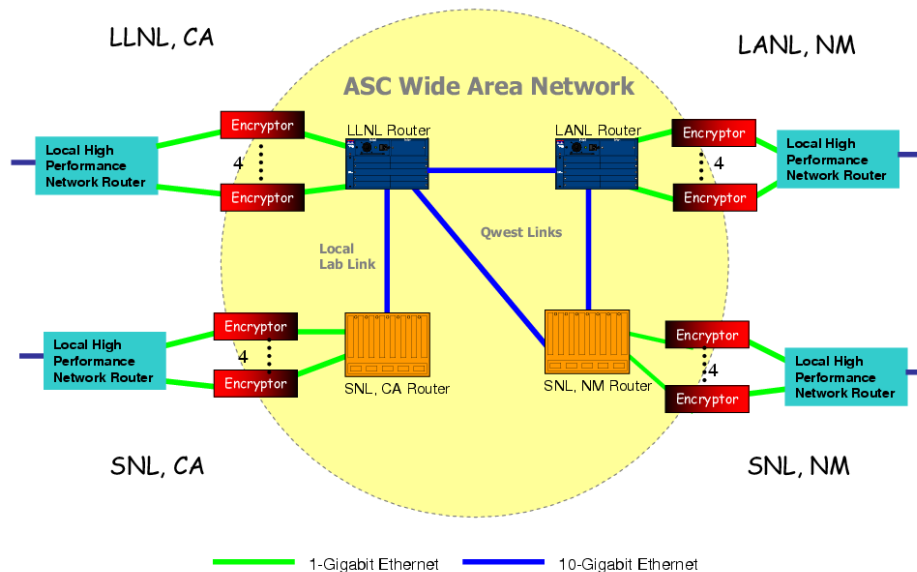 LLNL, CA
LANL, NM
ASC Wide Area Network
LLNL Router
LANL Router
Encryptor
Encryptor
Local High
Performance
Network Router
4
4
Local High
Performance
Network Router
Encryptor
Encryptor
Local
Lab Link
Qwest Links
Encryptor
Encryptor
Local High
Performance
Network Router
4
4
Local High
Performance
Network Router
Encryptor
Encryptor
SNL, CA Router
SNL, NM Router
SNL, CA
SNL, NM
1-Gigabit Ethernet
10-Gigabit Ethernet